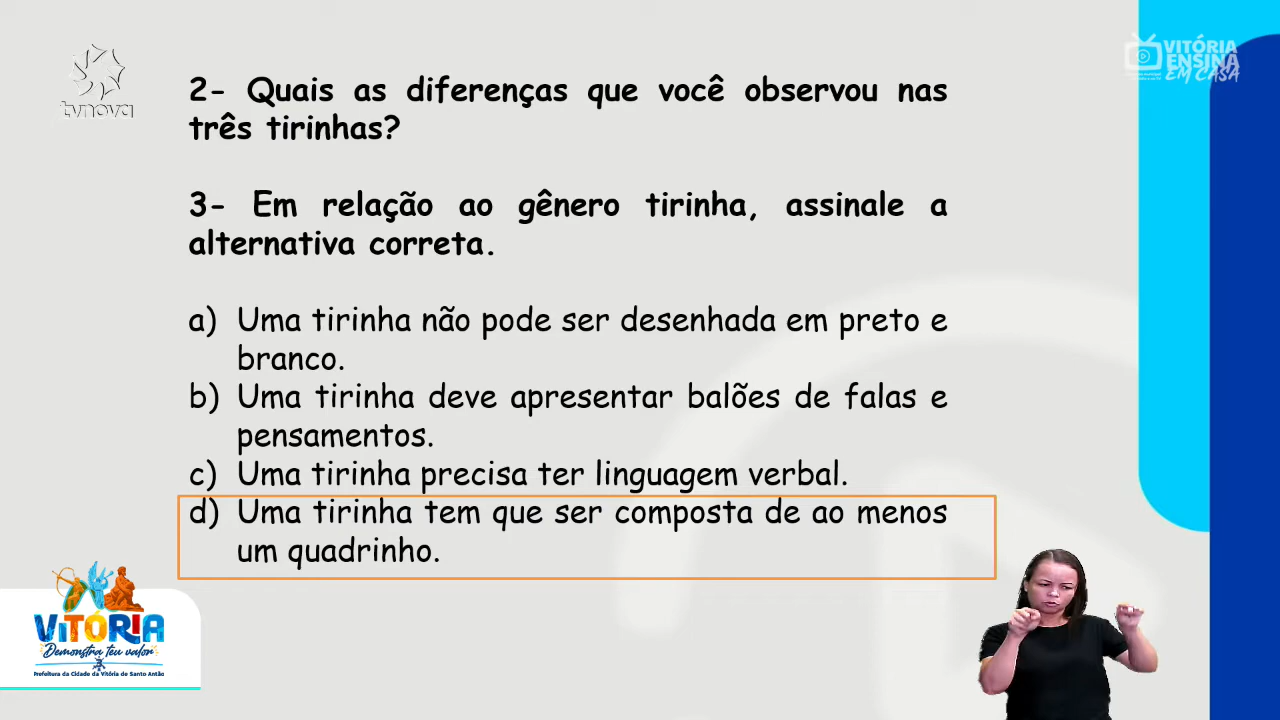 tvnova
VITÓRIA
ENSINA
EM CASA
2- Quais as diferenças que você observou nas
três tirinhas?
3- Em relação ao gênero tirinha, assinale a
alternativa correta.
a) Uma tirinha não pode ser desenhada em preto e
branco.
b) Uma tirinha deve apresentar balões de falas e
pensamentos.
c) Uma tirinha precisa ter linguagem verbal.
d) Uma tirinha tem que ser composta de ao menos
um quadrinho.
VITÓRIA
Demonstra teu valor
Prefeitura da Cidade da Vitória de Santo Antão